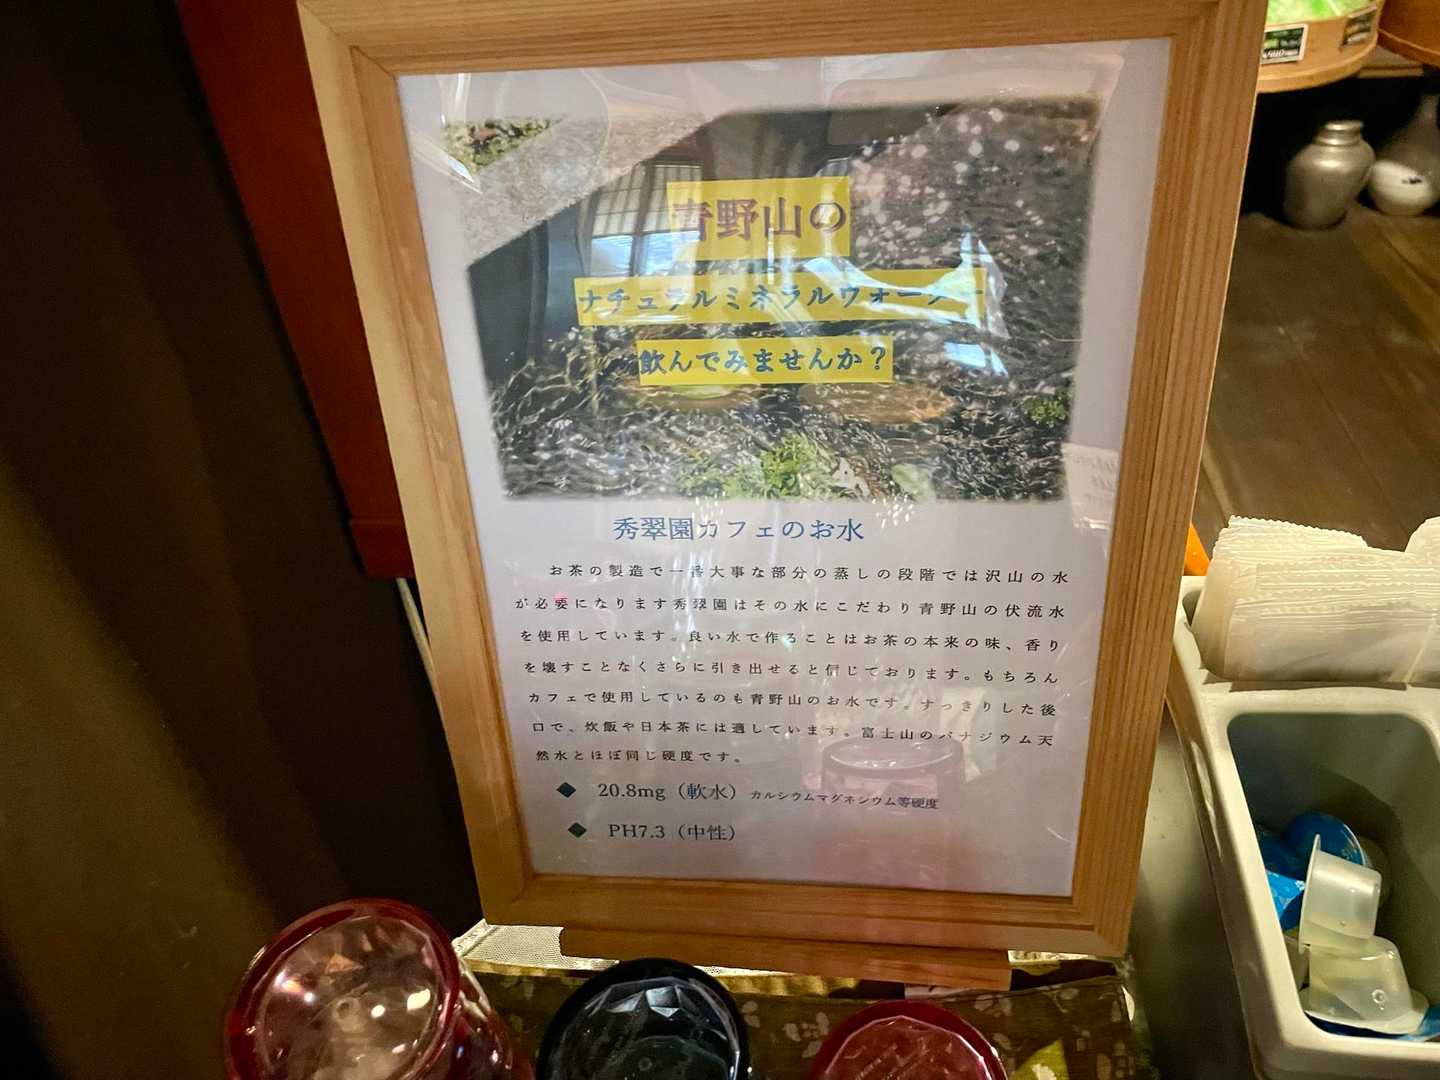 青野山の
ナチュラルミネラルウォーター
飲んでみませんか？
秀翠園カフェのお水
お茶の製造で一番大事な部分の蒸しの段階では沢山の水
が必要になります秀翠園はその水にこだわり青野山の伏流水
を使用しています。良い水で作ることはお茶の本来の味、香り
を壊すことなくさらに引き出せると信じております。もちろん
カフェで使用しているのも青野山のお水です。すっきりした後
口で、炊飯や日本茶には適しています。富士山のバナジウム天
然水とほぼ同じ硬度です。
◆ 20.8mg（軟水）カルシウムマグネシウム等硬度
◆ PH7.3（中性）